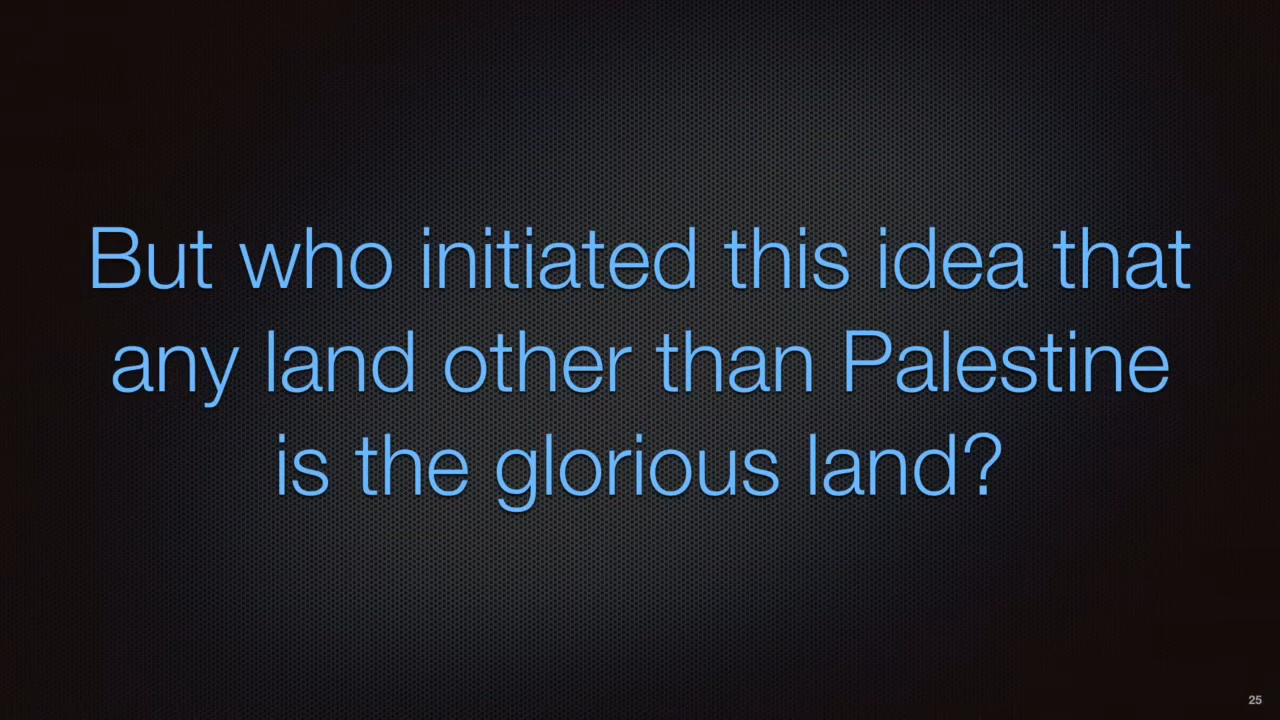 But who initiated this idea that
any land other than Palestine
is the glorious land?
25